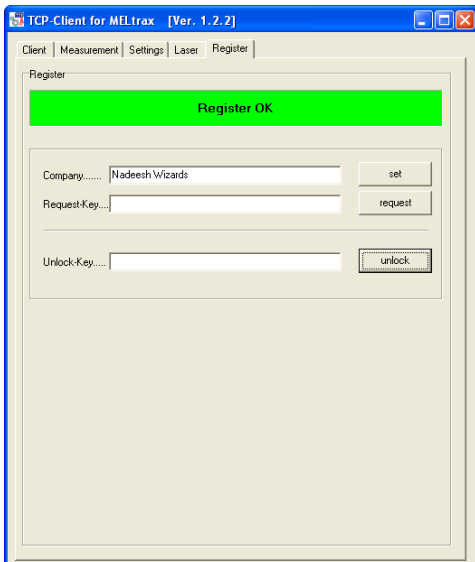 TCP-Client for MELtrax [Ver. 1.2.2]
Client Measurement Settings Laser Register
Register
Register OK
Company....... Nadeesh Wizards set
Request-Key.... request
Unlock-Key..... unlock